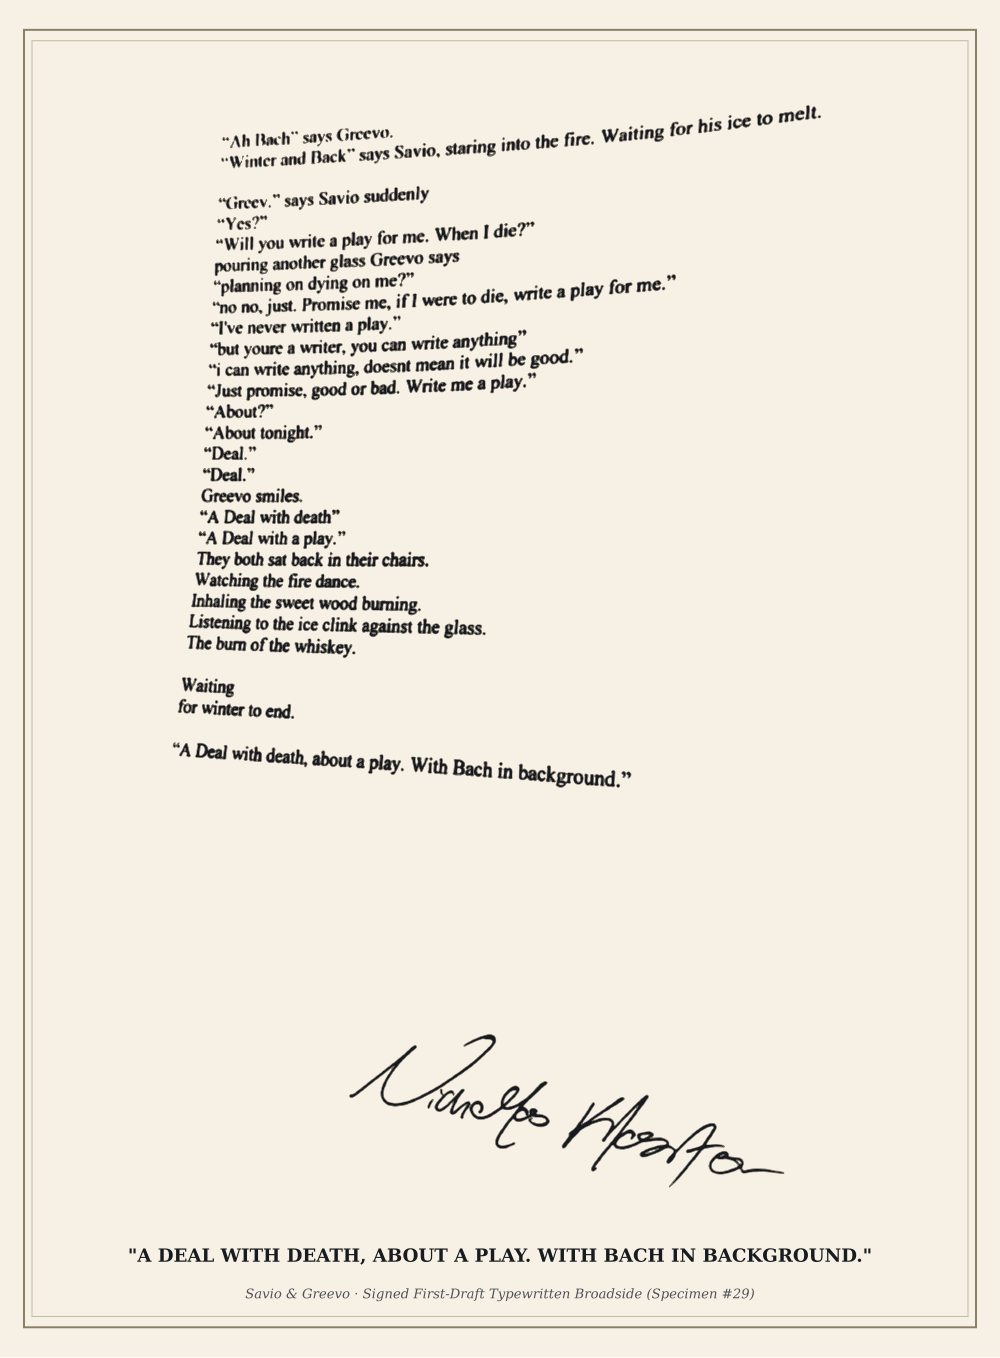 “Ah Bach” says Greevo.
“Winter and Back” says Savio, staring into the fire. Waiting for his ice to melt.
“Greev.” says Savio suddenly
“Yes?”
“Will you write a play for me. When I die?”
pouring another glass Greevo says
“planning on dying on me?”
“no no, just. Promise me, if I were to die, write a play for me.”
“I've never written a play.”
“but youre a writer, you can write anything”
“i can write anything, doesnt mean it will be good.”
“Just promise, good or bad. Write me a play.”
“About?”
“About tonight.”
“Deal.”
“Deal.”
Greevo smiles.
“A Deal with death”
“A Deal with a play.”
They both sat back in their chairs.
Watching the fire dance.
Inhaling the sweet wood burning.
Listening to the ice clink against the glass.
The burn of the whiskey.
Waiting
for winter to end.
“A Deal with death, about a play. With Bach in background.”
"A DEAL WITH DEATH, ABOUT A PLAY. WITH BACH IN BACKGROUND."
Savio & Greevo · Signed First-Draft Typewritten Broadside (Specimen #29)